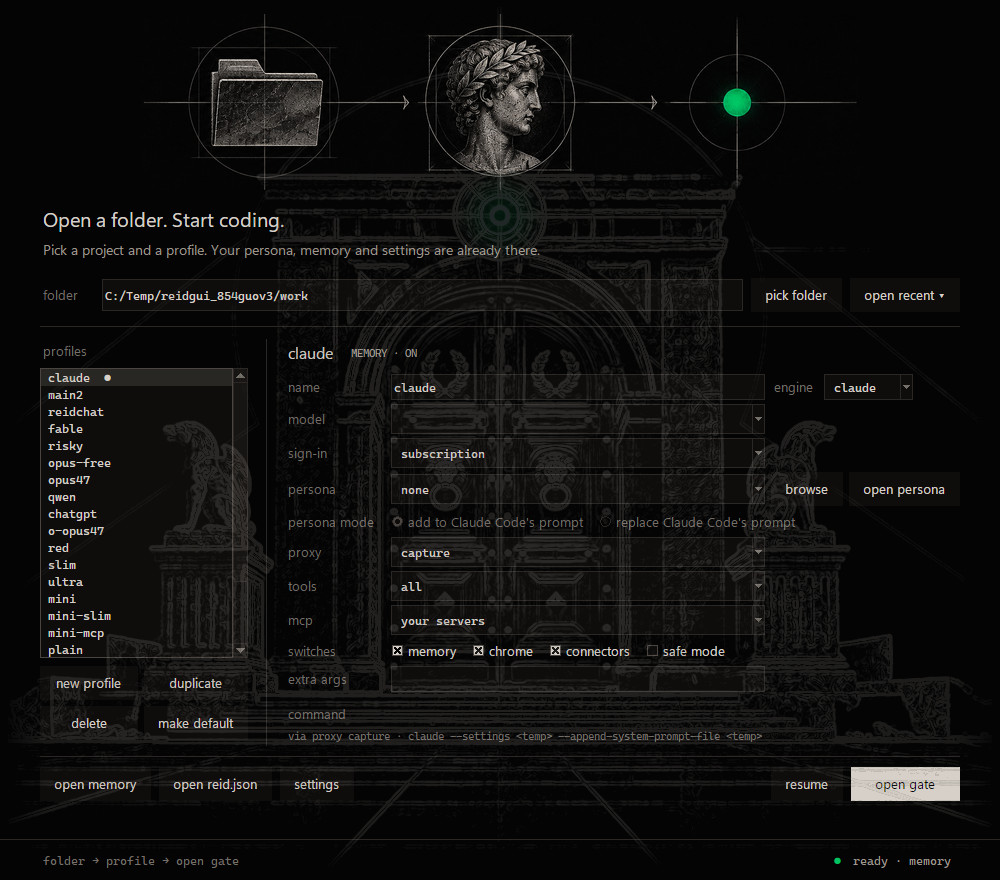 Open a folder. Start coding.
Pick a project and a profile. Your persona, memory and settings are already there.
folder C:/Temp/reidgui_854guov3/work pick folder open recent ▾
profiles
claude ●
main2
reidchat
fable
risky
opus-free
opus47
qwen
chatgpt
o-opus47
red
slim
ultra
mini
mini-slim
mini-mcp
plain
new profile duplicate
delete make default
claude MEMORY · ON
name claude engine claude
model
sign-in subscription
persona none browse open persona
persona mode add to Claude Code's prompt replace Claude Code's prompt
proxy capture
tools all
mcp your servers
switches memory chrome connectors safe mode
extra args
command
via proxy capture · claude --settings <temp> --append-system-prompt-file <temp>
open memory open reid.json settings resume open gate
folder → profile → open gate ● ready · memory